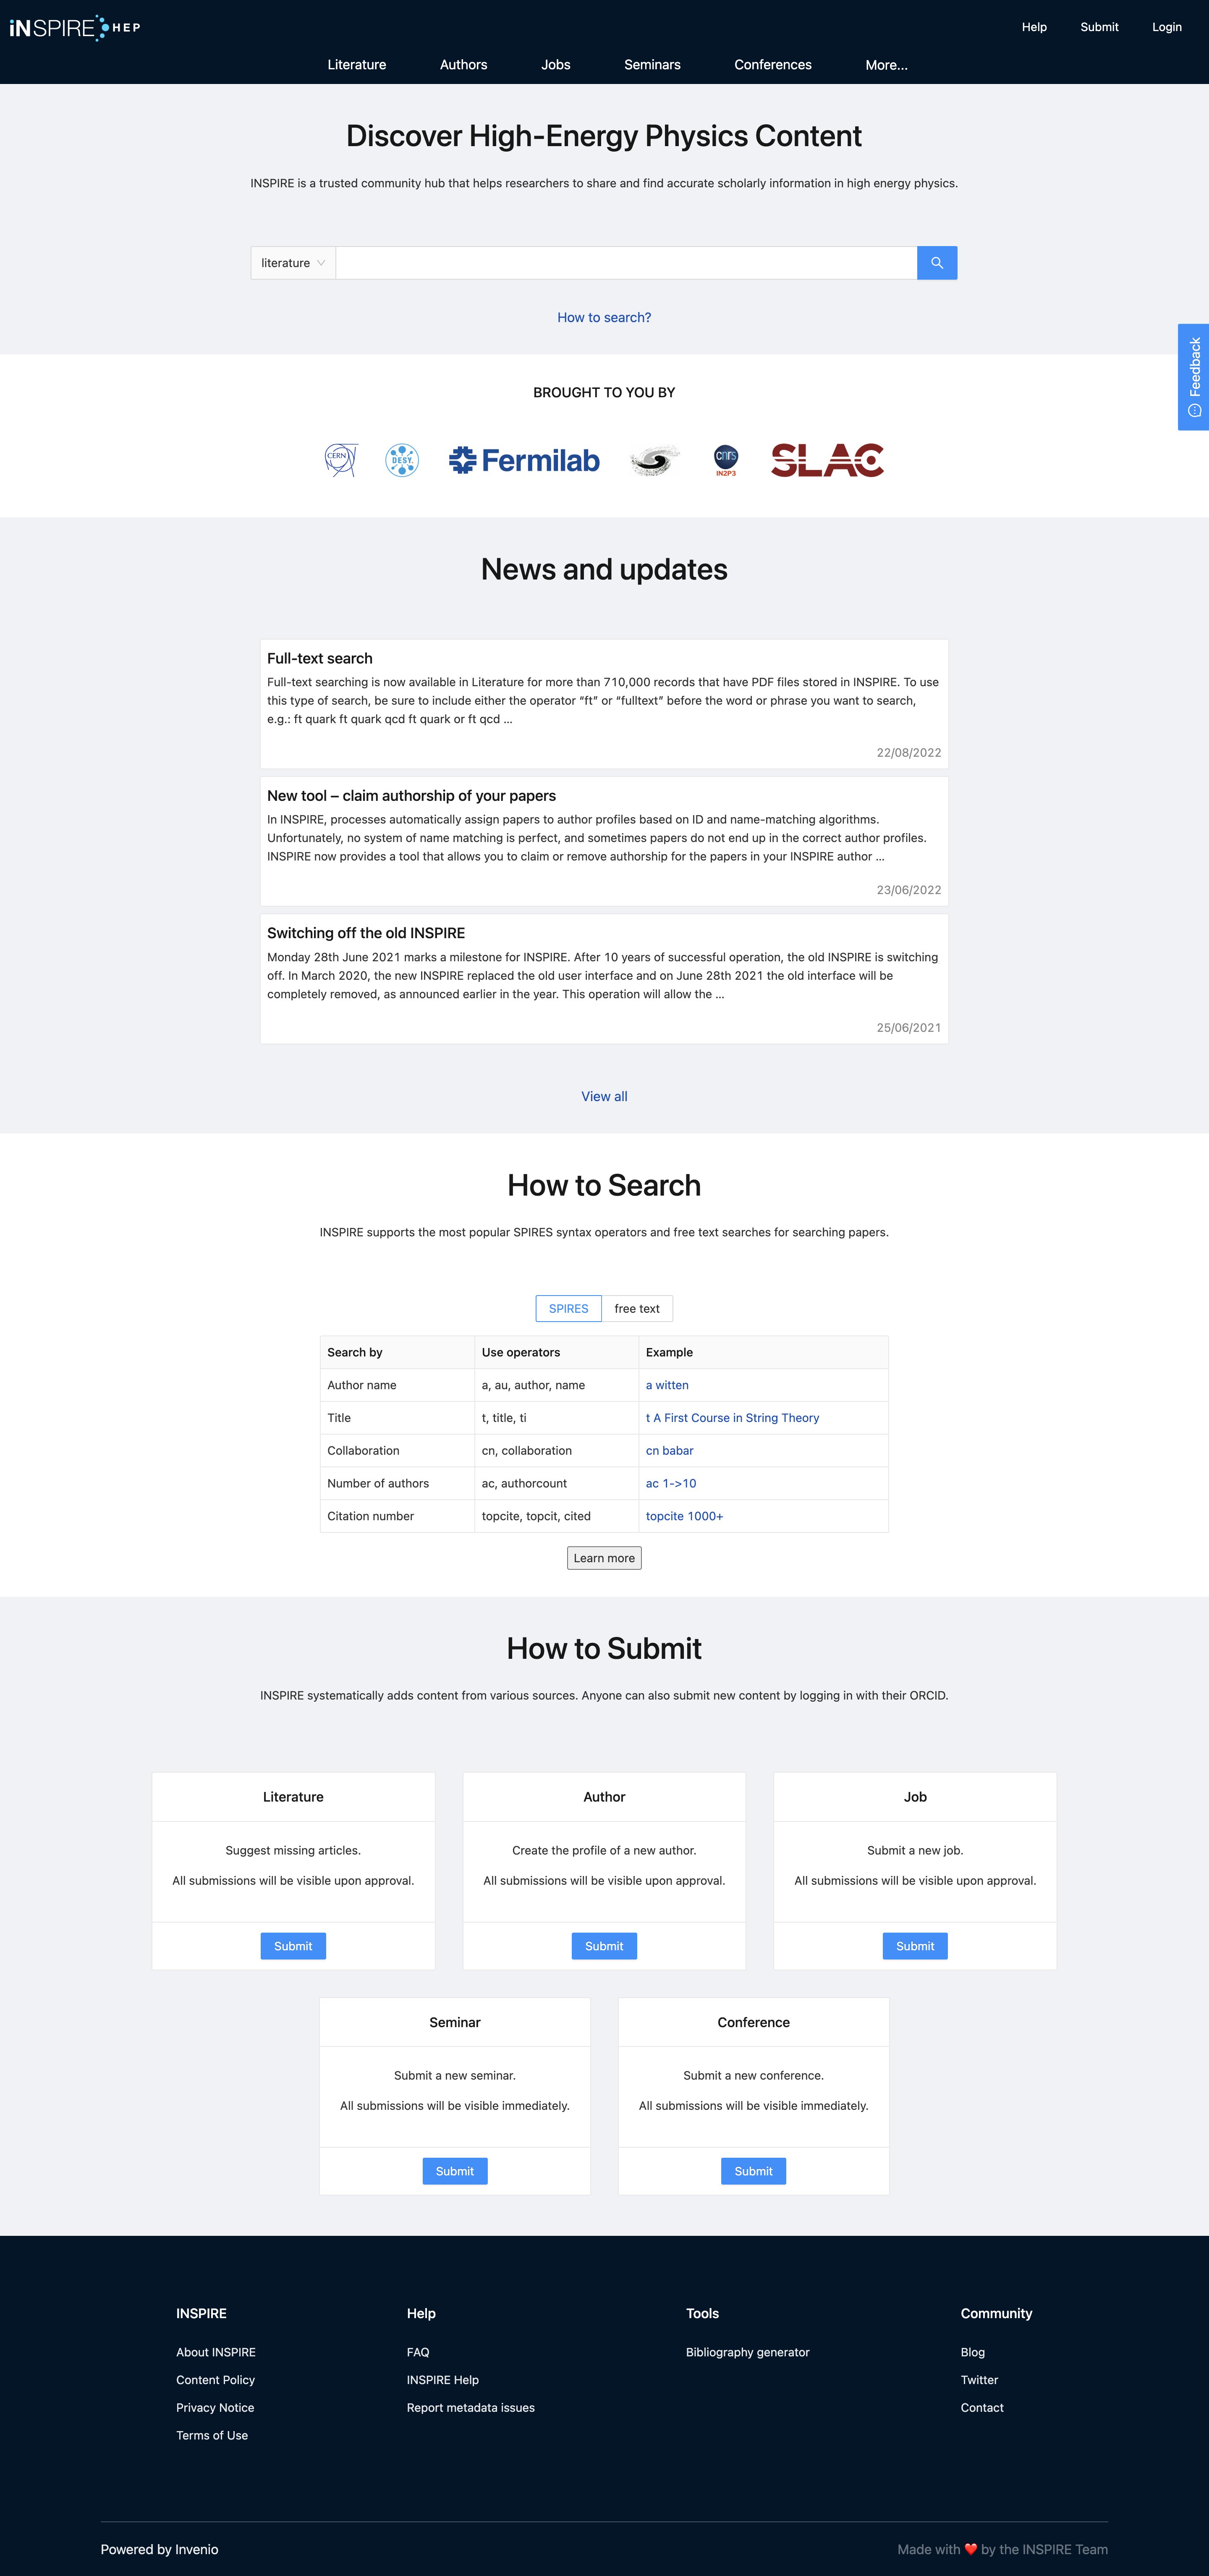 iNSPIRE HEP
Help Submit Login
Literature Authors Jobs Seminars Conferences More...
Discover High-Energy Physics Content
INSPIRE is a trusted community hub that helps researchers to share and find accurate scholarly information in high energy physics.
literature
How to search?
Feedback
BROUGHT TO YOU BY
CERN DESY. Fermilab cnrs SLAC
IN2P3
News and updates
Full-text search
Full-text searching is now available in Literature for more than 710,000 records that have PDF files stored in INSPIRE. To use
this type of search, be sure to include either the operator “ft” or “fulltext” before the word or phrase you want to search,
e.g.: ft quark ft quark qcd ft quark or ft qcd ...
22/08/2022
New tool – claim authorship of your papers
In INSPIRE, processes automatically assign papers to author profiles based on ID and name-matching algorithms.
Unfortunately, no system of name matching is perfect, and sometimes papers do not end up in the correct author profiles.
INSPIRE now provides a tool that allows you to claim or remove authorship for the papers in your INSPIRE author ...
23/06/2022
Switching off the old INSPIRE
Monday 28th June 2021 marks a milestone for INSPIRE. After 10 years of successful operation, the old INSPIRE is switching
off. In March 2020, the new INSPIRE replaced the old user interface and on June 28th 2021 the old interface will be
completely removed, as announced earlier in the year. This operation will allow the ...
25/06/2021
View all
How to Search
INSPIRE supports the most popular SPIRES syntax operators and free text searches for searching papers.
SPIRES free text
Search by Use operators Example
Author name a, au, author, name a witten
Title t, title, ti t A First Course in String Theory
Collaboration cn, collaboration cn babar
Number of authors ac, authorcount ac 1->10
Citation number topcite, topcit, cited topcite 1000+
Learn more
How to Submit
INSPIRE systematically adds content from various sources. Anyone can also submit new content by logging in with their ORCID.
Literature
Suggest missing articles.
All submissions will be visible upon approval.
Submit
Author
Create the profile of a new author.
All submissions will be visible upon approval.
Submit
Job
Submit a new job.
All submissions will be visible upon approval.
Submit
Seminar
Submit a new seminar.
All submissions will be visible immediately.
Submit
Conference
Submit a new conference.
All submissions will be visible immediately.
Submit
INSPIRE
About INSPIRE
Content Policy
Privacy Notice
Terms of Use
Help
FAQ
INSPIRE Help
Report metadata issues
Tools
Bibliography generator
Community
Blog
Twitter
Contact
Powered by Invenio
Made with ❤️ by the INSPIRE Team